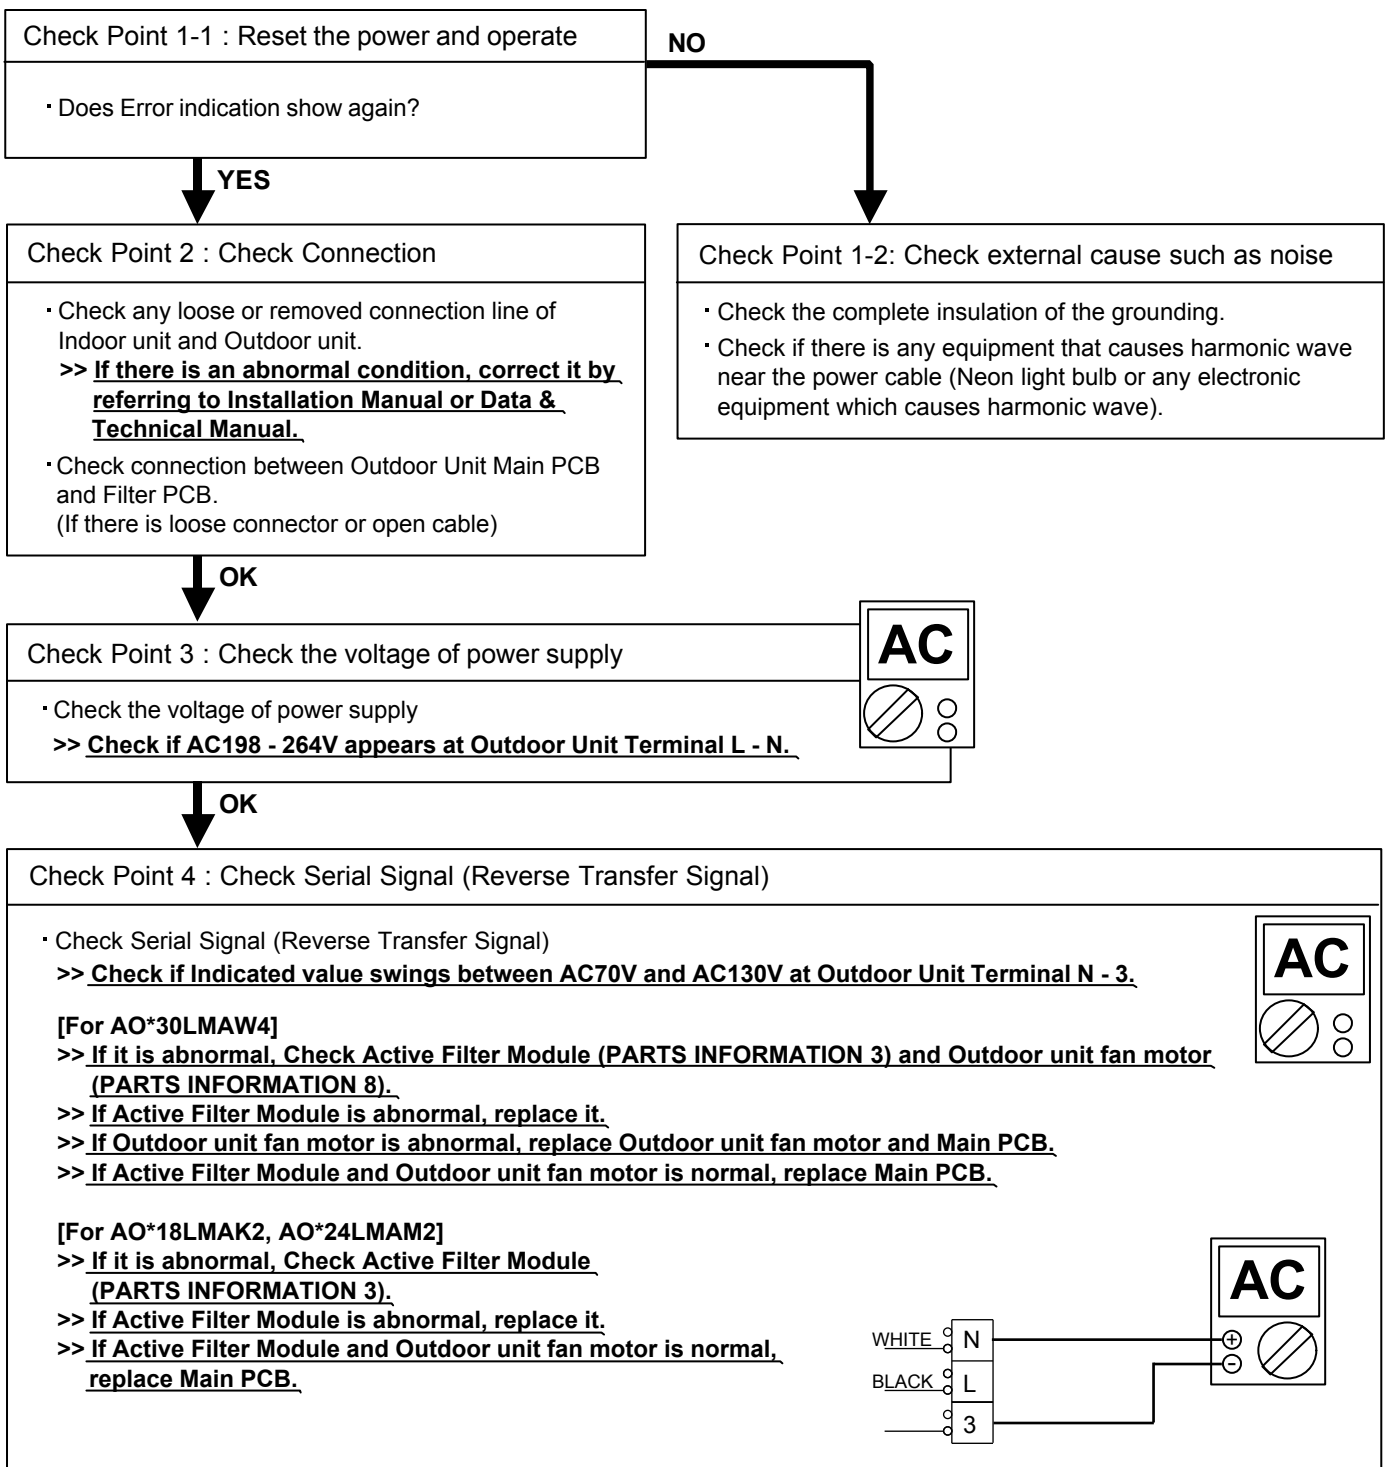 Check Point 1-1 : Reset the power and operate
NO
· Does Error indication show again?
YES
Check Point 2 : Check Connection
· Check any loose or removed connection line of
Indoor unit and Outdoor unit.
>> If there is an abnormal condition, correct it by
referring to Installation Manual or Data &
Technical Manual.
· Check connection between Outdoor Unit Main PCB
and Filter PCB.
(If there is loose connector or open cable)
Check Point 1-2: Check external cause such as noise
· Check the complete insulation of the grounding.
· Check if there is any equipment that causes harmonic wave
near the power cable (Neon light bulb or any electronic
equipment which causes harmonic wave).
OK
Check Point 3 : Check the voltage of power supply
AC
· Check the voltage of power supply
>> Check if AC198 - 264V appears at Outdoor Unit Terminal L - N.
OK
Check Point 4 : Check Serial Signal (Reverse Transfer Signal)
· Check Serial Signal (Reverse Transfer Signal)
>> Check if Indicated value swings between AC70V and AC130V at Outdoor Unit Terminal N - 3.
AC
[For AO*30LMAW4]
>> If it is abnormal, Check Active Filter Module (PARTS INFORMATION 3) and Outdoor unit fan motor
(PARTS INFORMATION 8).
>> If Active Filter Module is abnormal, replace it.
>> If Outdoor unit fan motor is abnormal, replace Outdoor unit fan motor and Main PCB.
>> If Active Filter Module and Outdoor unit fan motor is normal, replace Main PCB.
[For AO*18LMAK2, AO*24LMAM2]
>> If it is abnormal, Check Active Filter Module
(PARTS INFORMATION 3).
>> If Active Filter Module is abnormal, replace it.
>> If Active Filter Module and Outdoor unit fan motor is normal,
replace Main PCB.
AC
WHITE N
BLACK L
3